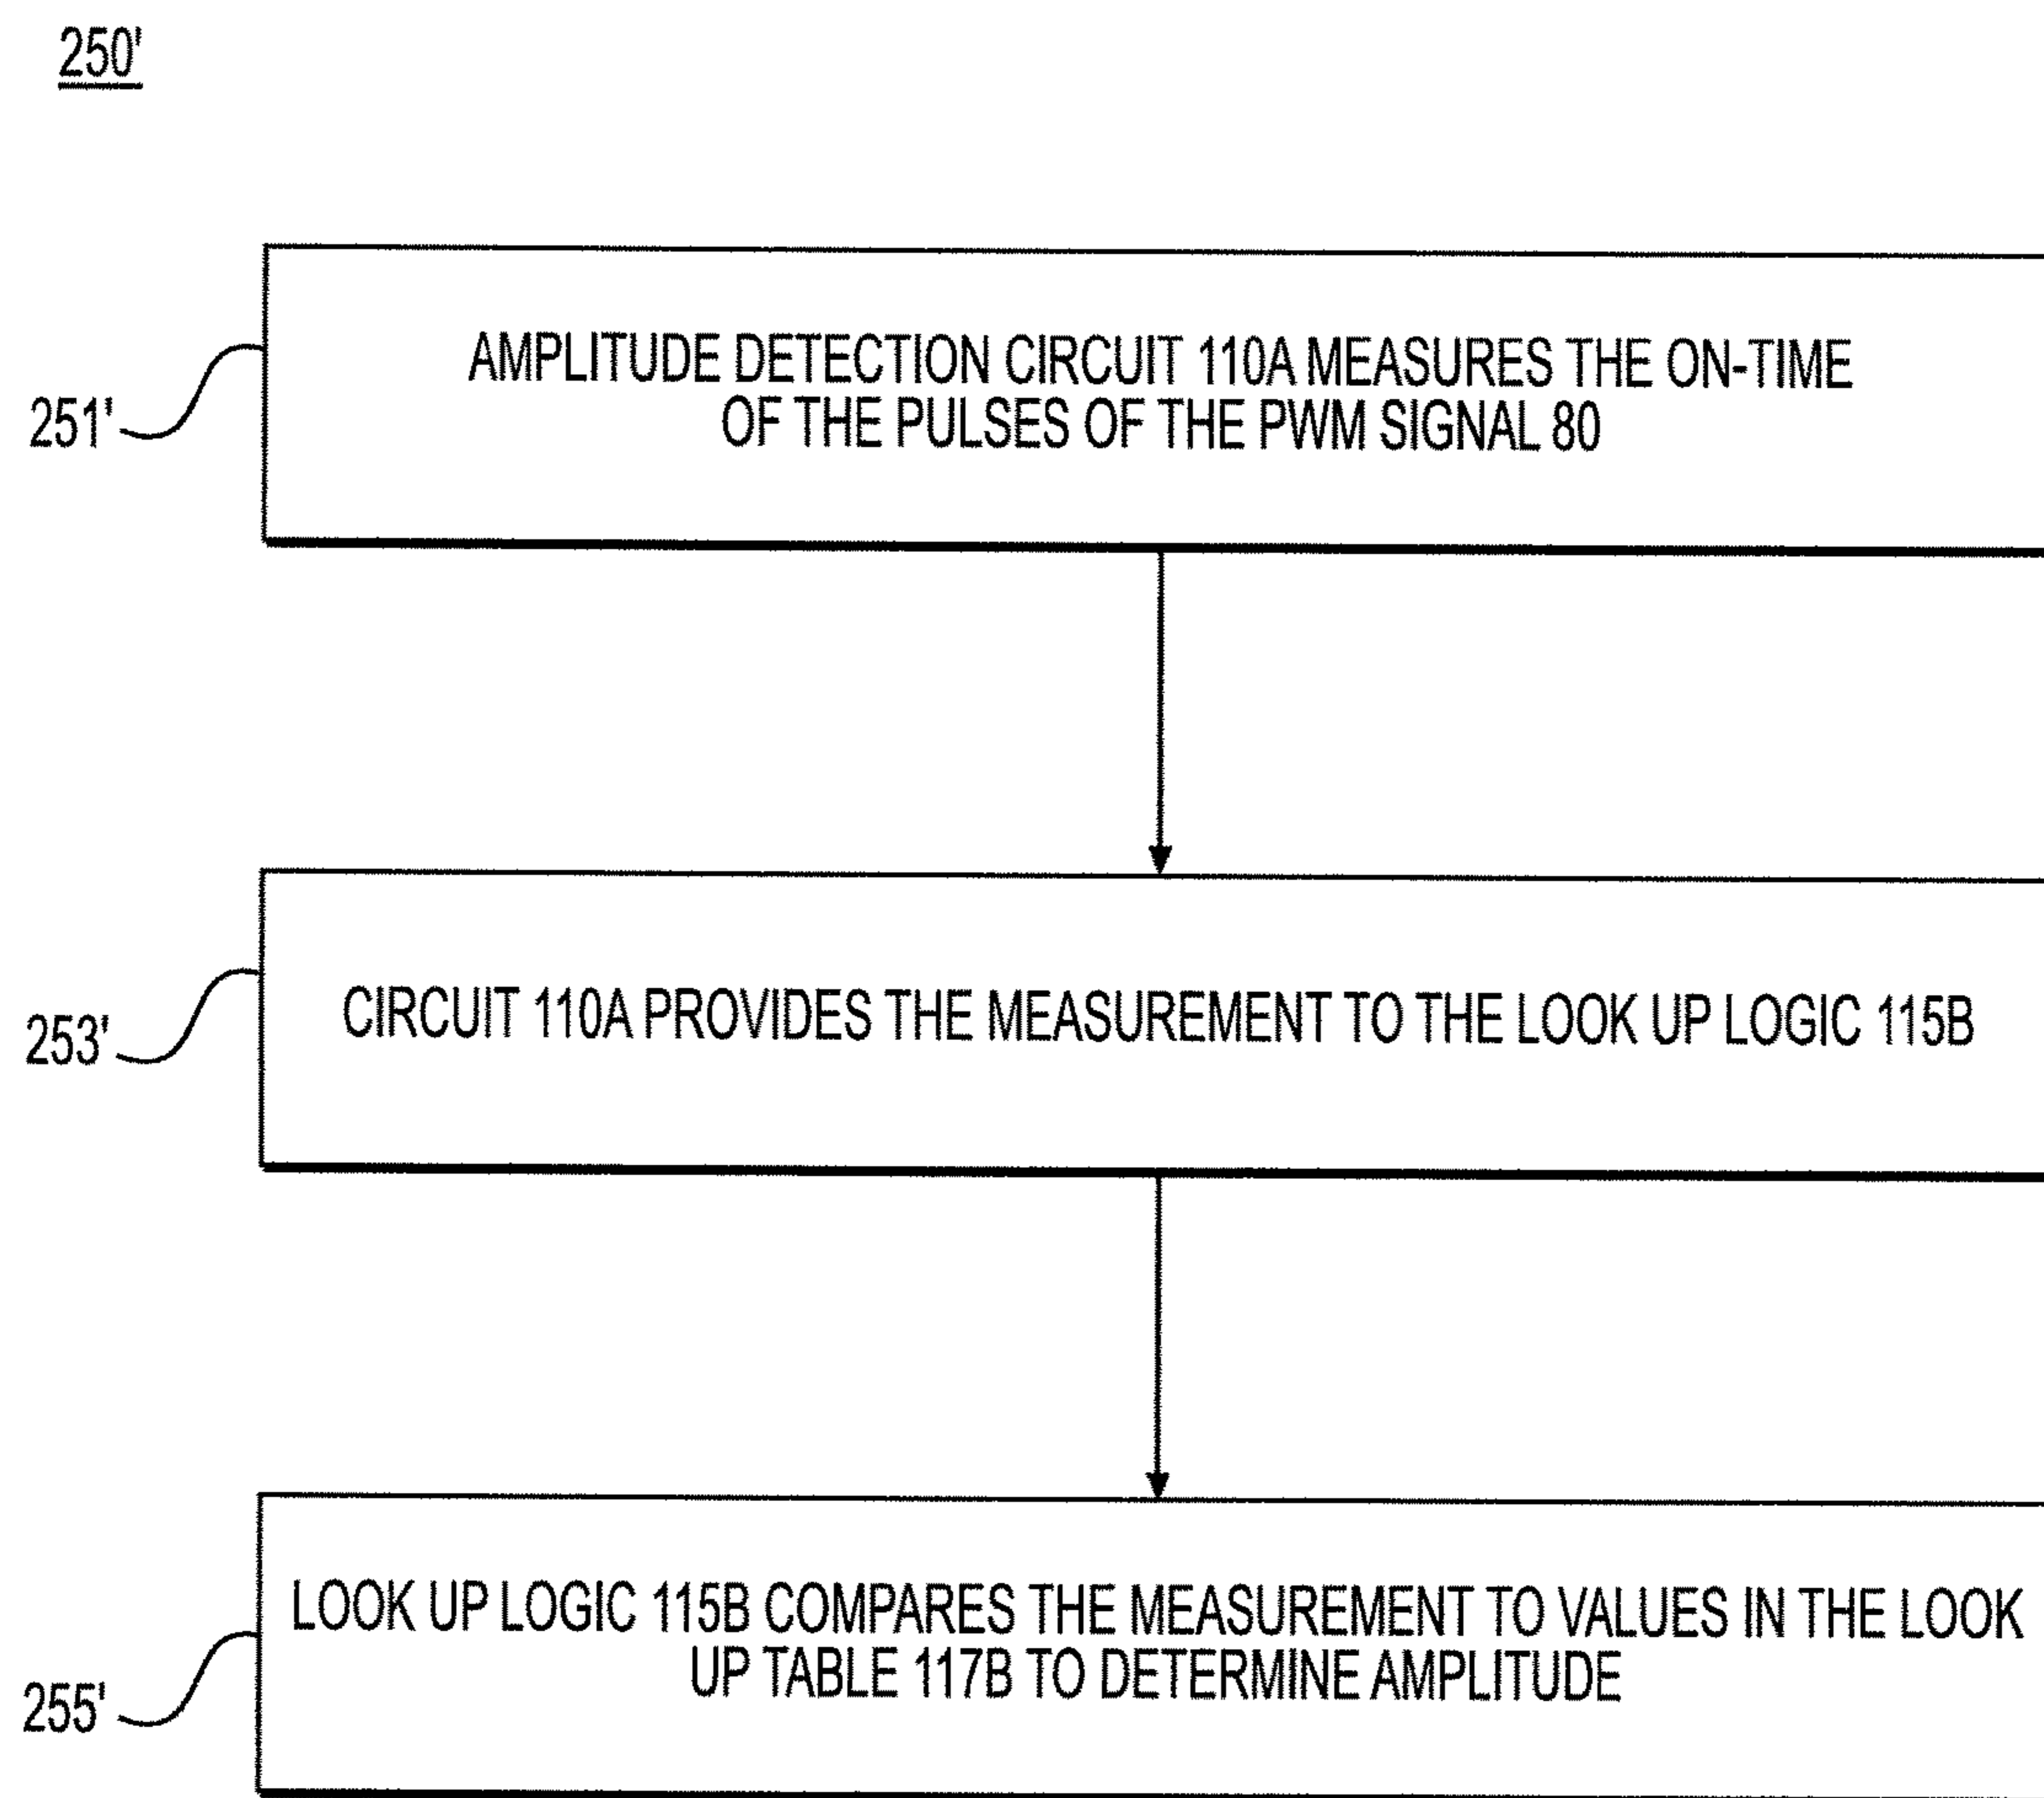 250'
AMPLITUDE DETECTION CIRCUIT 110A MEASURES THE ON-TIME
OF THE PULSES OF THE PWM SIGNAL 80
251'
CIRCUIT 110A PROVIDES THE MEASUREMENT TO THE LOOK UP LOGIC 115B
253'
LOOK UP LOGIC 115B COMPARES THE MEASUREMENT TO VALUES IN THE LOOK
UP TABLE 117B TO DETERMINE AMPLITUDE
255'